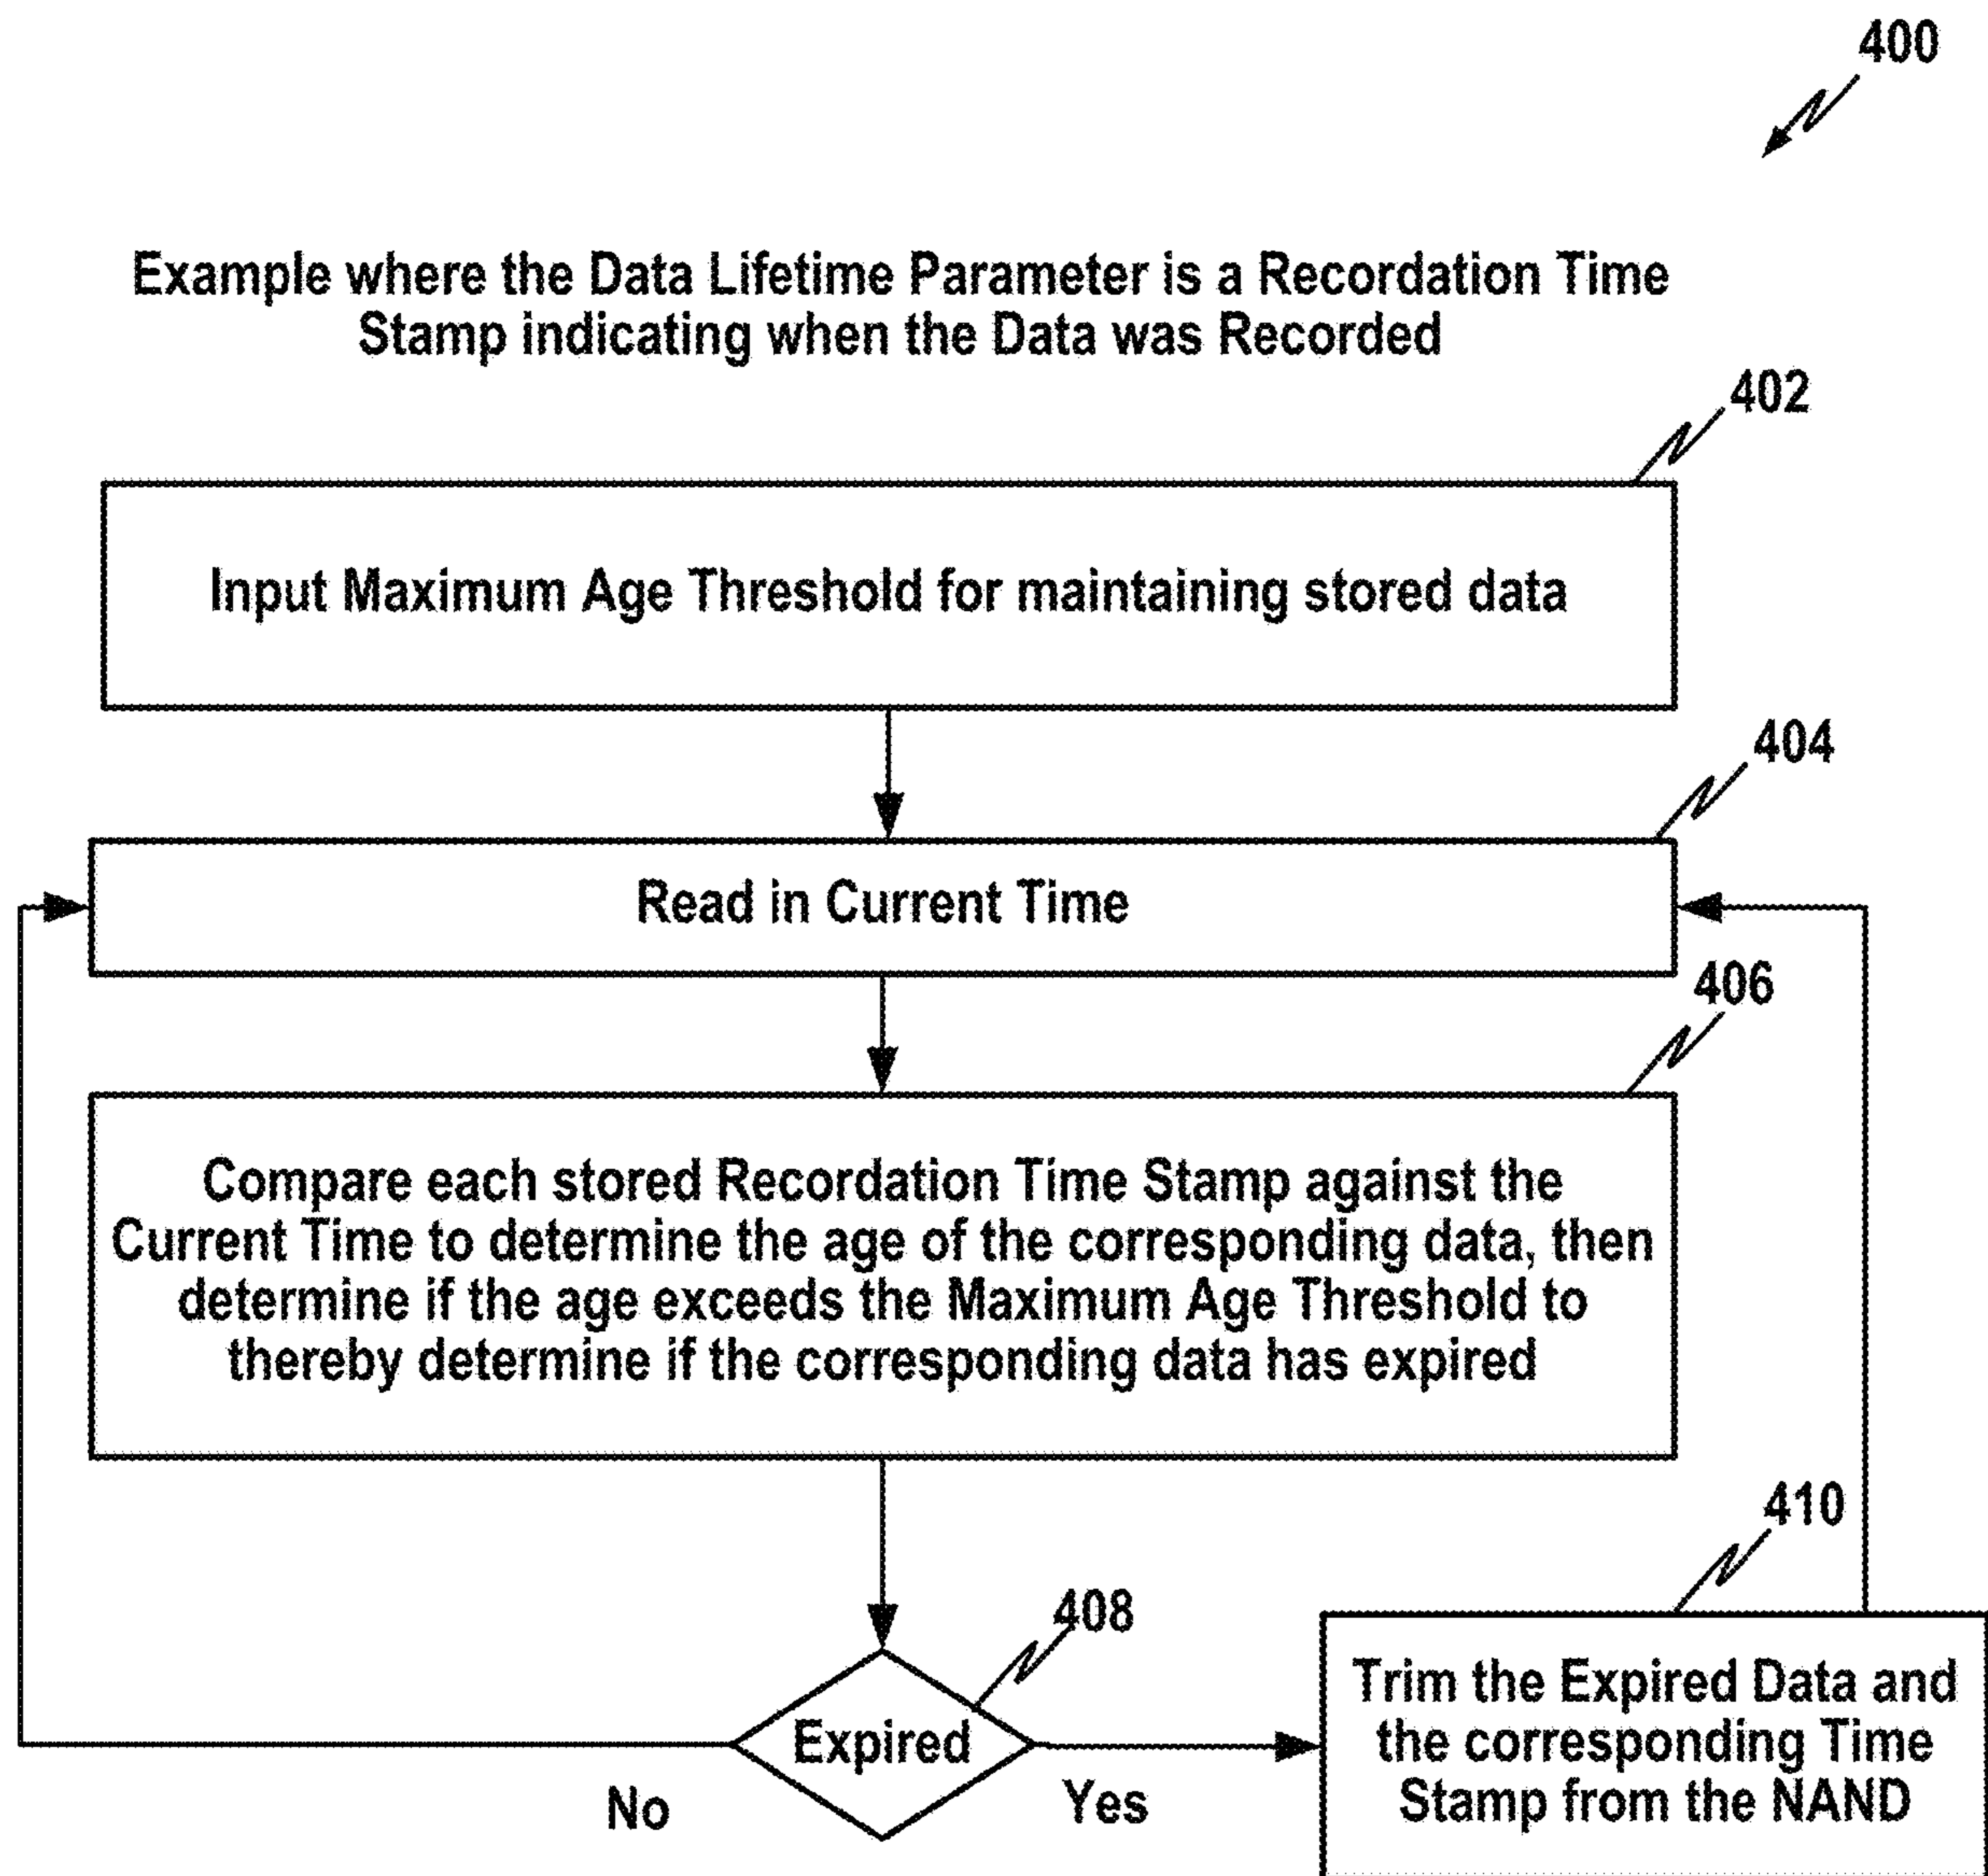 400
Example where the Data Lifetime Parameter is a Recordation Time
Stamp indicating when the Data was Recorded
402
Input Maximum Age Threshold for maintaining stored data
404
Read in Current Time
406
Compare each stored Recordation Time Stamp against the
Current Time to determine the age of the corresponding data, then
determine if the age exceeds the Maximum Age Threshold to
thereby determine if the corresponding data has expired
408
Expired
No
Yes
410
Trim the Expired Data and
the corresponding Time
Stamp from the NAND